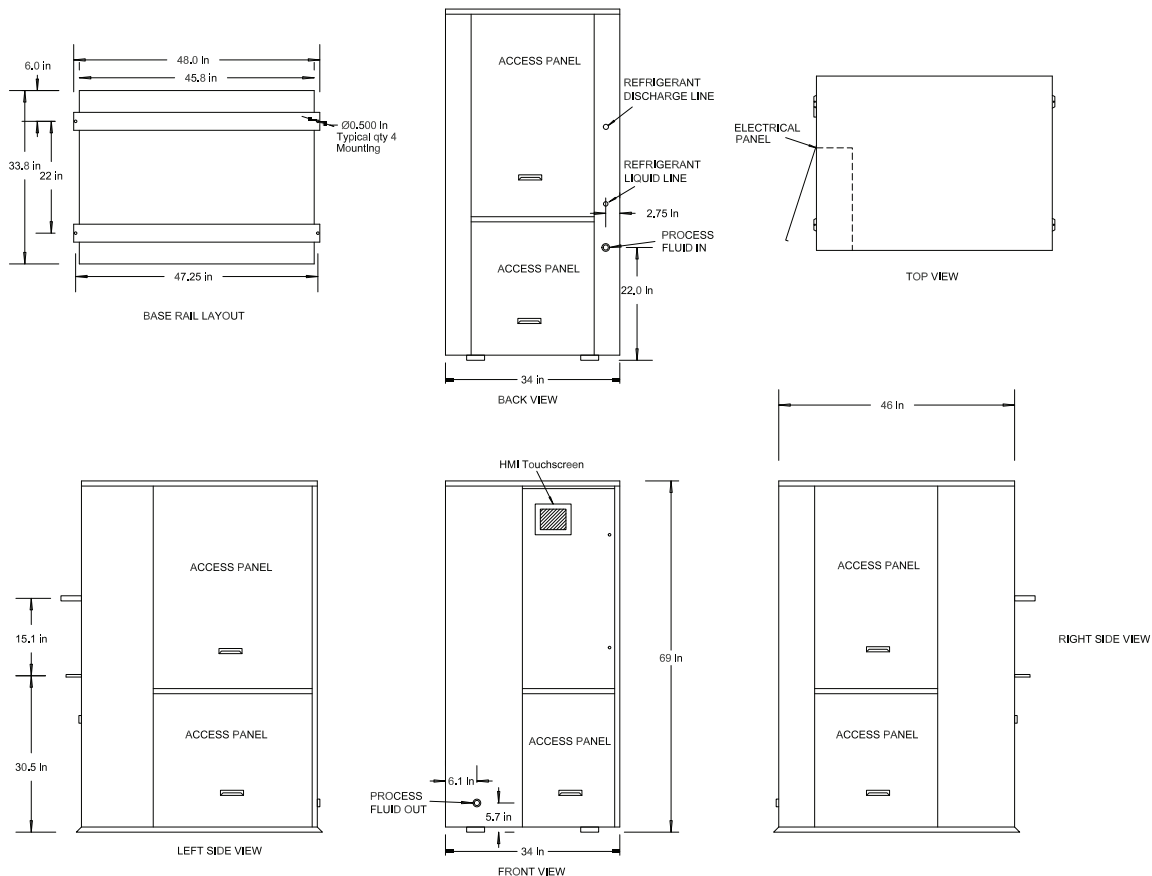 48.0 in
6.0 in
45.8 in
Ø0.500 in
Typical qty 4
Mounting
33.8 in
22 in
47.25 in
BASE RAIL LAYOUT
ACCESS PANEL
REFRIGERANT
DISCHARGE LINE
REFRIGERANT
LIQUID LINE
2.75 in
PROCESS
FLUID IN
ACCESS PANEL
22.0 in
34 in
BACK VIEW
ELECTRICAL
PANEL
TOP VIEW
ACCESS PANEL
15.1 in
ACCESS PANEL
30.5 in
LEFT SIDE VIEW
HMI Touchscreen
69 in
ACCESS PANEL
6.1 in
PROCESS
FLUID OUT
5.7 in
34 in
FRONT VIEW
46 in
ACCESS PANEL
RIGHT SIDE VIEW
ACCESS PANEL